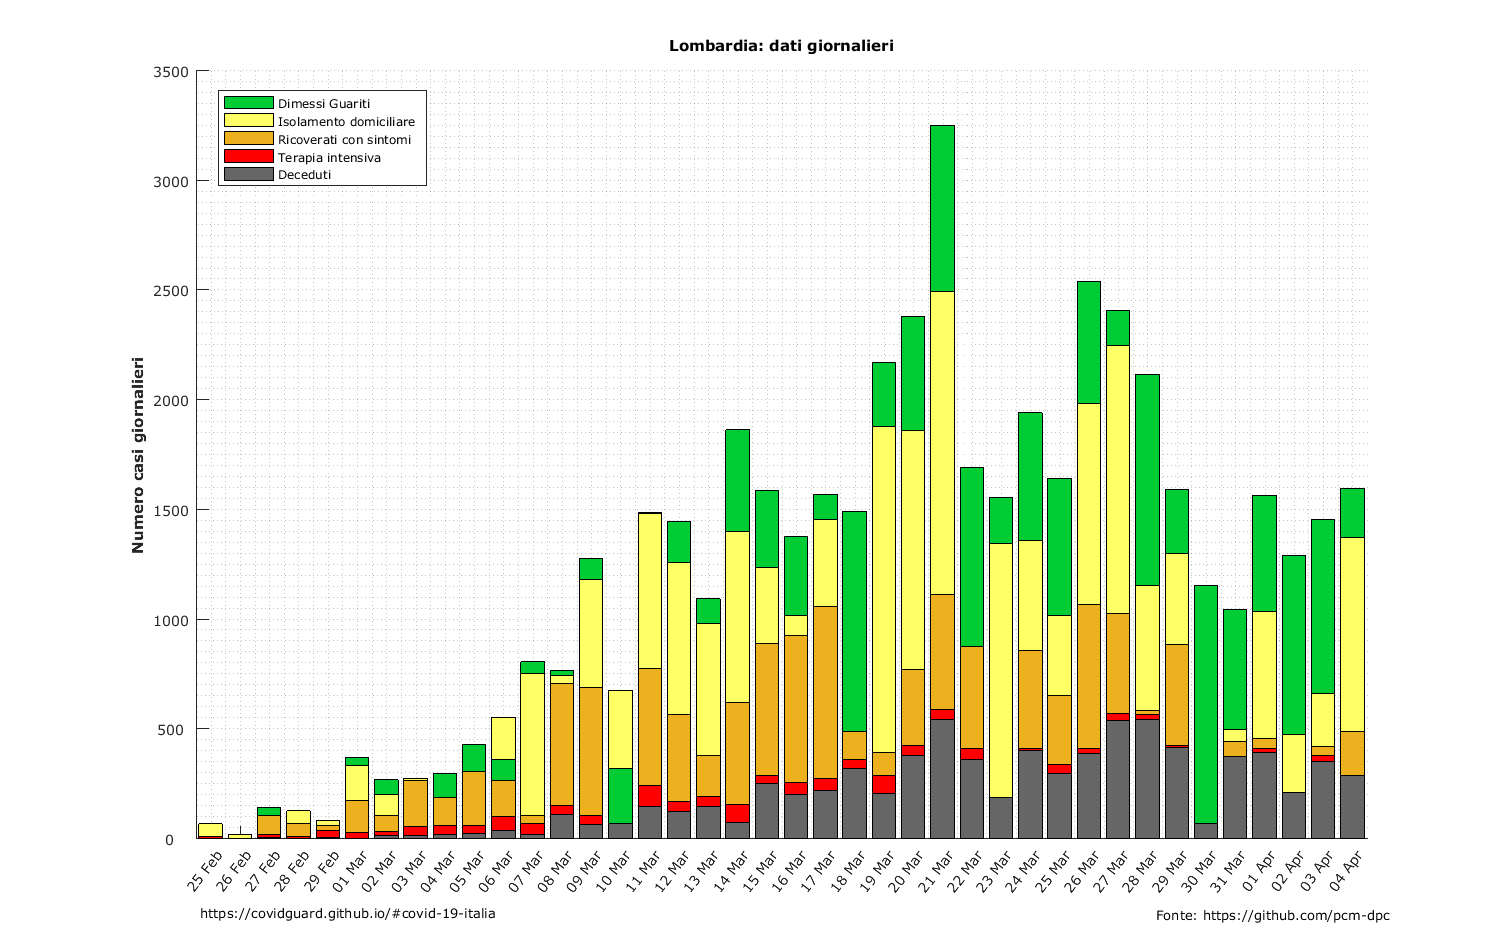 Lombardia: dati giornalieri
3500
3000
2500
2000
1500
1000
500
0
Numero casi giornalieri
Dimessi Guariti
Isolamento domiciliare
Ricoverati con sintomi
Terapia intensiva
Deceduti
25 Feb
26 Feb
27 Feb
28 Feb
29 Feb
01 Mar
02 Mar
03 Mar
04 Mar
05 Mar
06 Mar
07 Mar
08 Mar
09 Mar
10 Mar
11 Mar
12 Mar
13 Mar
14 Mar
15 Mar
16 Mar
17 Mar
18 Mar
19 Mar
20 Mar
21 Mar
22 Mar
23 Mar
24 Mar
25 Mar
26 Mar
27 Mar
28 Mar
29 Mar
30 Mar
31 Mar
01 Apr
02 Apr
03 Apr
04 Apr
https://covidguard.github.io/#covid-19-italia
Fonte: https://github.com/pcm-dpc